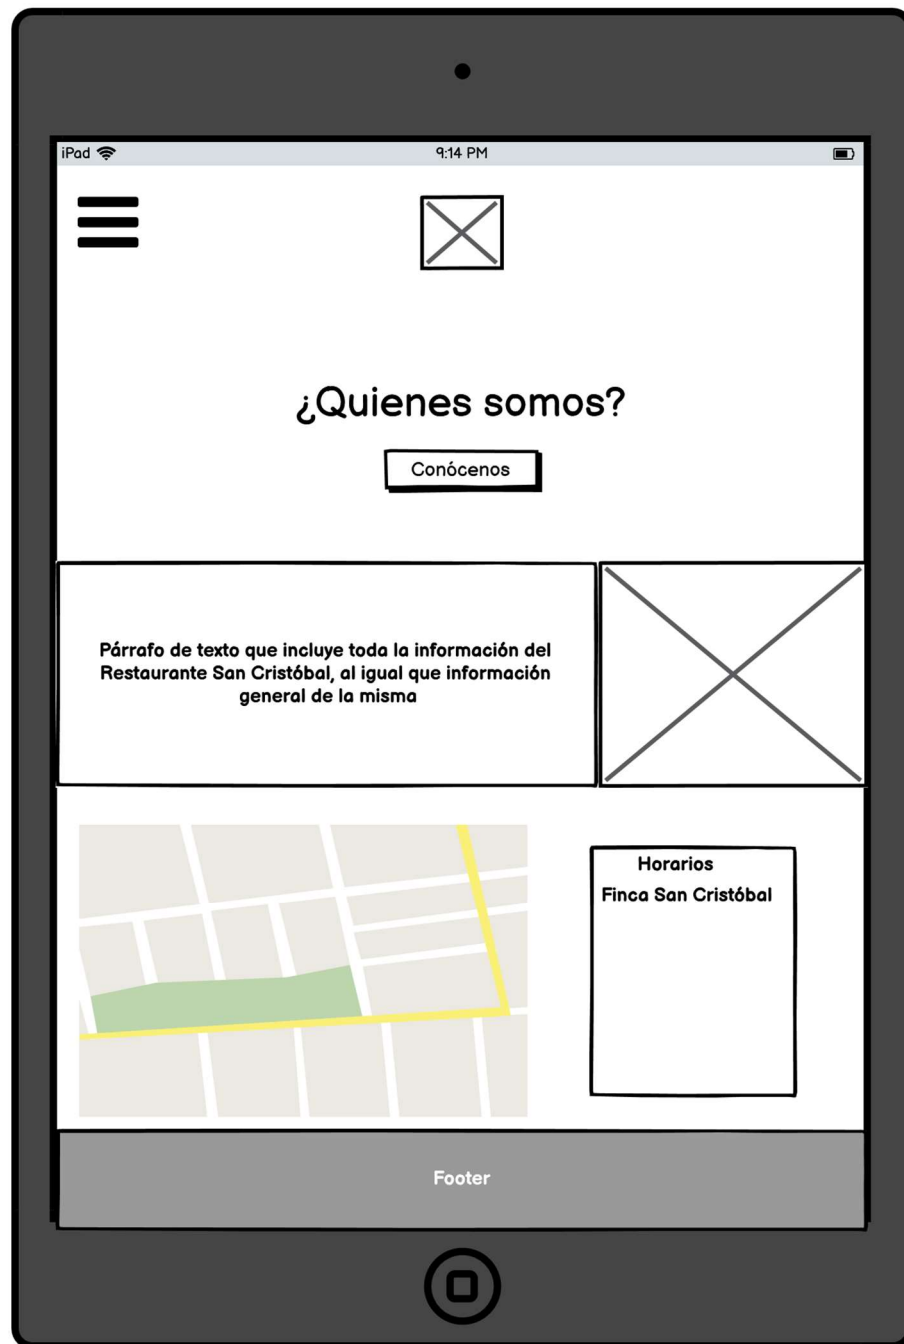 iPad
9:14 PM
¿Quienes somos?
Conócenos
Párrafo de texto que incluye toda la información del
Restaurante San Cristóbal, al igual que información
general de la misma
Horarios
Finca San Cristóbal
Footer